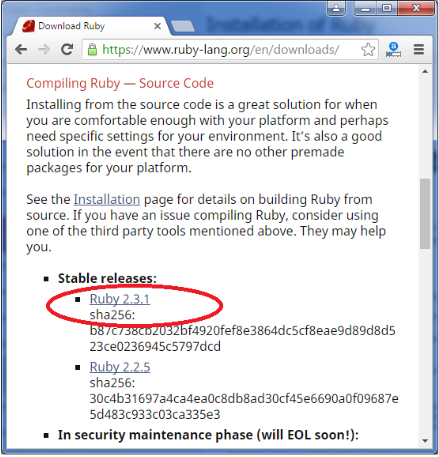 Installation of Ruby
Download Ruby
https://www.ruby-lang.org/en/downloads/
Compiling Ruby — Source Code
Installing from the source code is a great solution for when
you are comfortable enough with your platform and perhaps
need specific settings for your environment. It's also a good
solution in the event that there are no other premade
packages for your platform.
See the Installation page for details on building Ruby from
source. If you have an issue compiling Ruby, consider using
one of the third party tools mentioned above. They may help
you.
Stable releases:
Ruby 2.3.1
sha256:
b87c738cb2032bf4920fef8e3864dc5cf8eae9d89d8d5
23ce0236945c5797dcd
Ruby 2.2.5
sha256:
30c4b31697a4ca4ea0c8db8ad30cf45e6690a0f09687e
5d483c933c03ca335e3
In security maintenance phase (will EOL soon!):